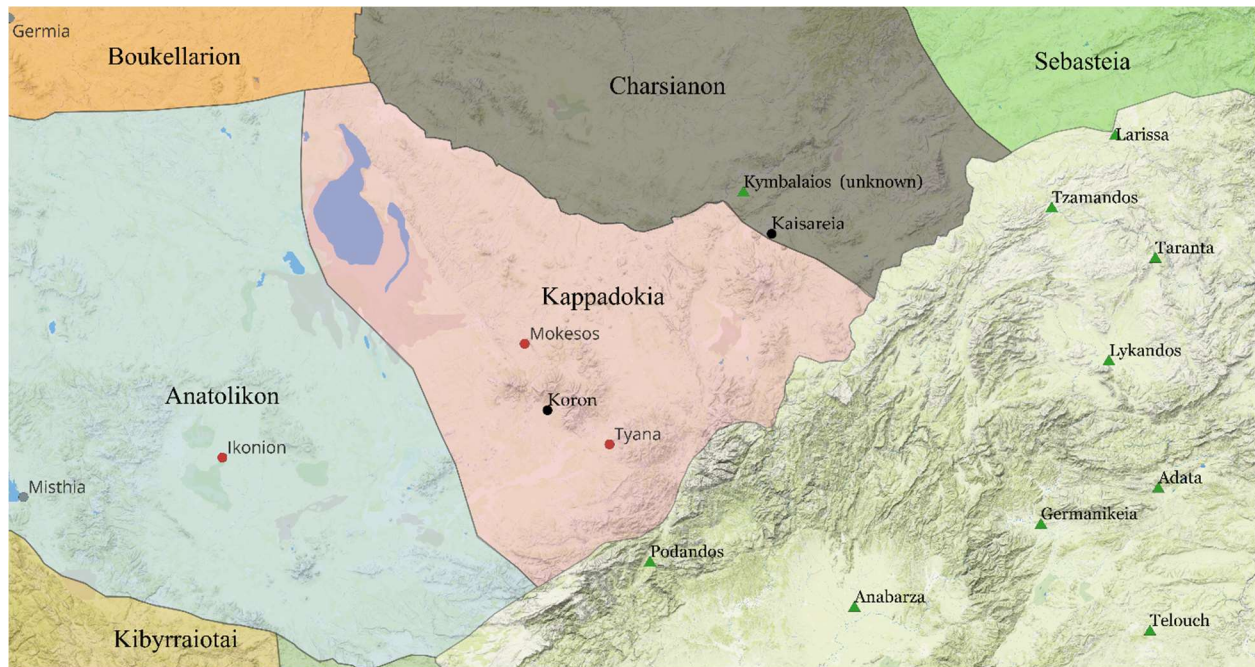 Germia
Boukellarion
Charsianon
Sebasteia
Larissa
Kymbalaios (unknown)
Tzamandos
Kaisareia
Taranta
Kappadokia
Mokesos
Lykandos
Anatolikon
Koron
Tyana
Ikonion
Misthia
Adata
Germanikeia
Podandos
Anabarza
Telouch
Kibyrraiotai